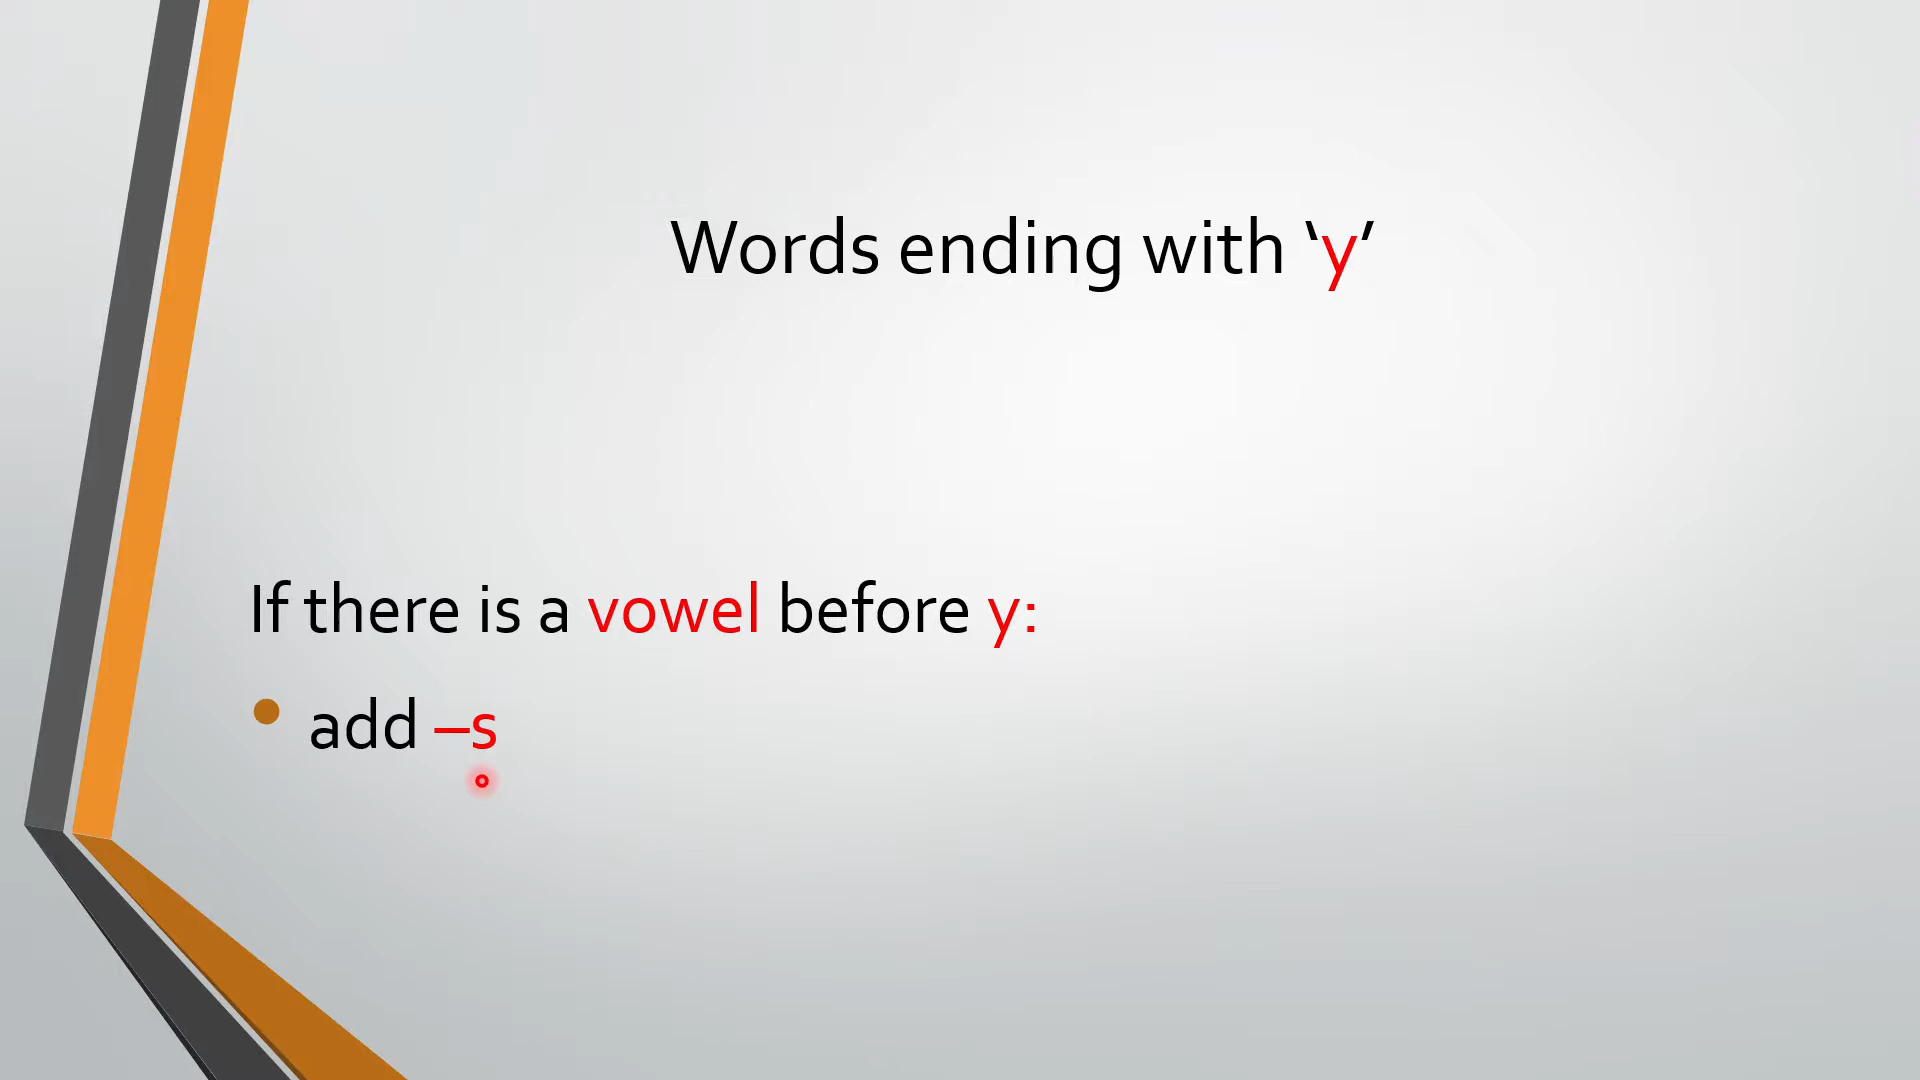 Words ending with ‘y’
If there is a vowel before y:
• add –s